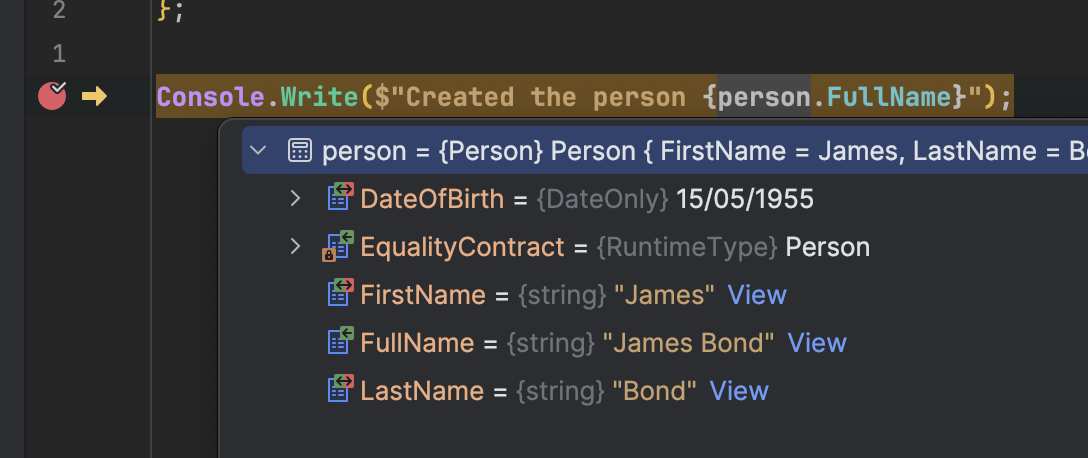 2 };
1
Console.Write($"Created the person {person.FullName}");
person = {Person} Person { FirstName = James, LastName = B
DateOfBirth = {DateOnly} 15/05/1955
EqualityContract = {RuntimeType} Person
FirstName = {string} "James" View
FullName = {string} "James Bond" View
LastName = {string} "Bond" View